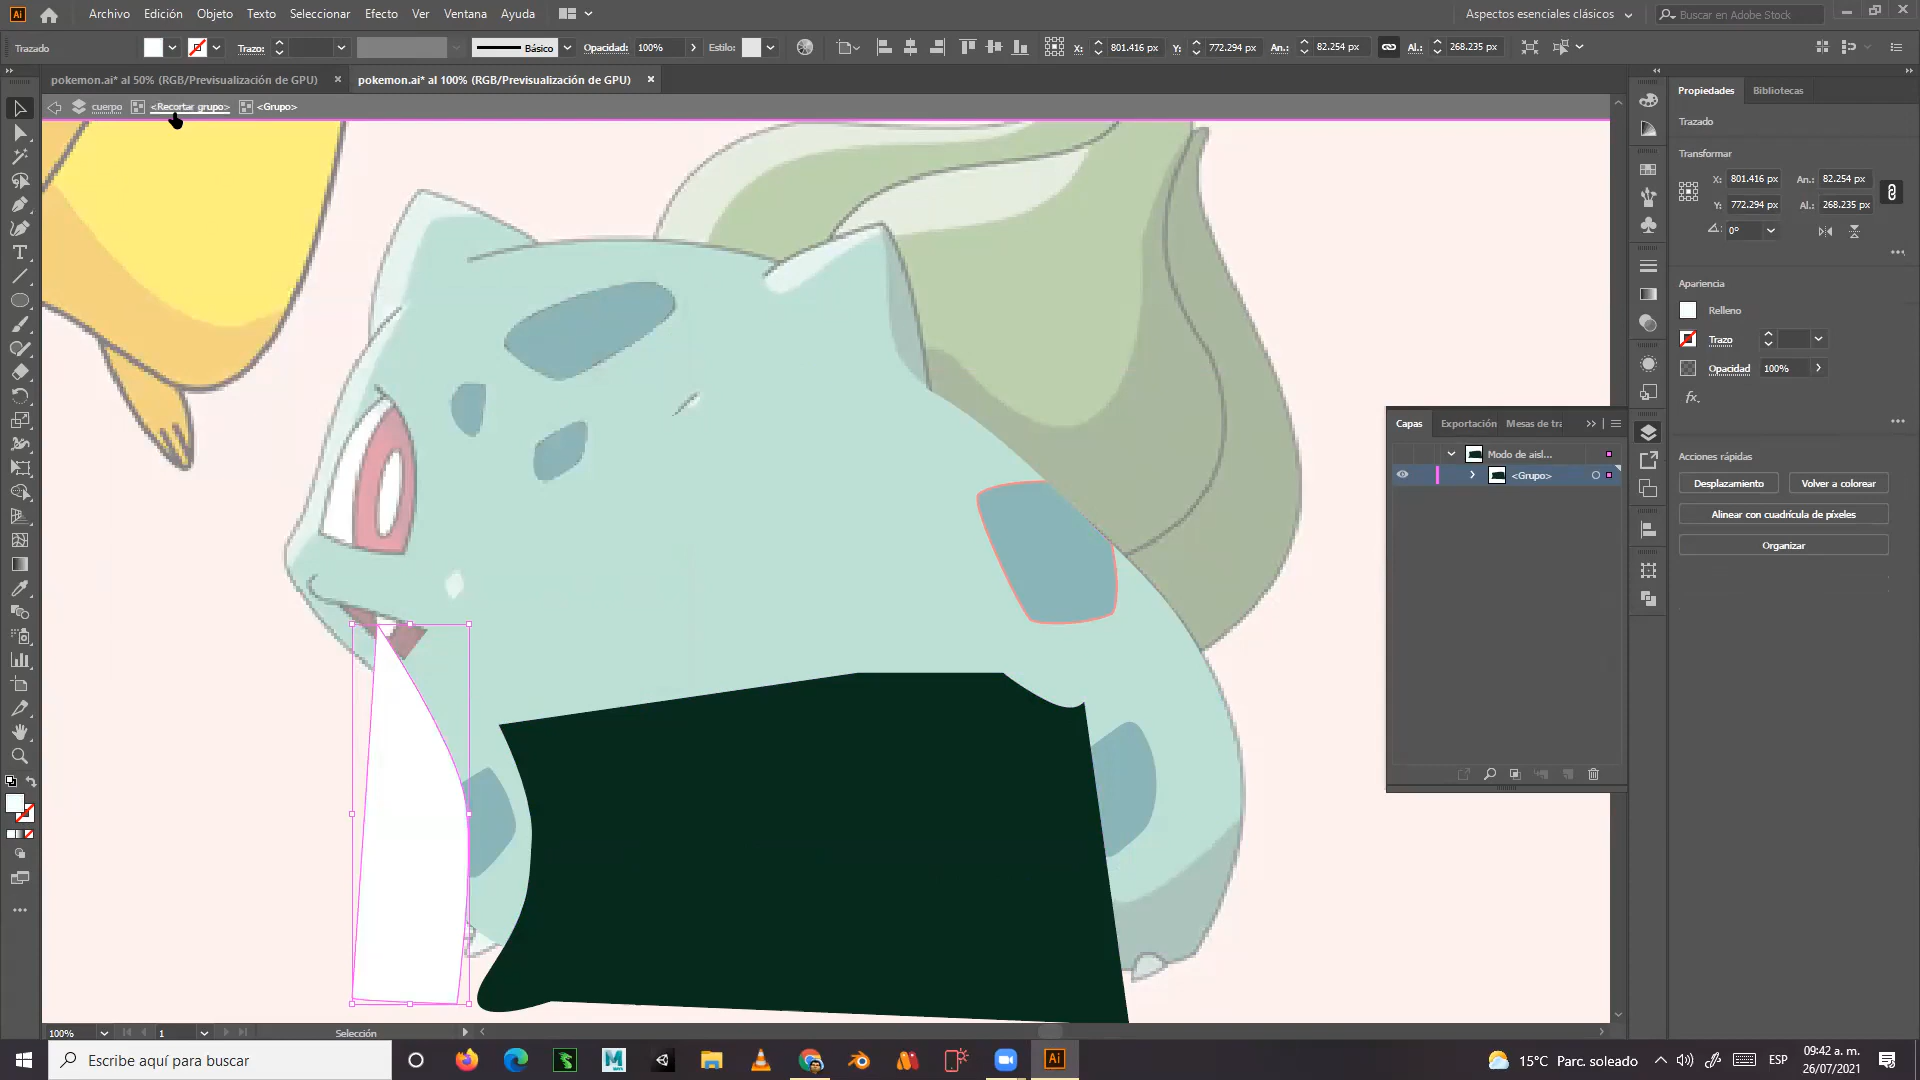 Ai Archivo Edición Objeto Texto Seleccionar Efecto Ver Ventana Ayuda Aspectos esenciales clásicos Buscar en Adobe Stock
Trazado Trazo: Básico Opacidad: 100% Estilo: X: 801.416 px Y: 772.294 px An.: 82.254 px Al.: 268.235 px
pokemon.ai* al 50% (RGB/Previsualización de GPU) × pokemon.ai* al 100% (RGB/Previsualización de GPU) ×
cuerpo <Recortar grupo> <Grupo>
Propiedades Bibliotecas
Trazado
Transformar
X: 801.416 px An.: 82.254 px
Y: 772.294 px Al.: 268.235 px
0°
Apariencia
Relleno
Trazo
Opacidad 100%
fx.
Capas Exportación Mesas de tra
Modo de aisl...
<Grupo>
Acciones rápidas
Desplazamiento Volver a colorear
Alinear con cuadrícula de píxeles
Organizar
100% 1 Selección
Escribe aquí para buscar
Ai
15°C Parc. soleado
ESP
09:42 a. m.
26/07/2021